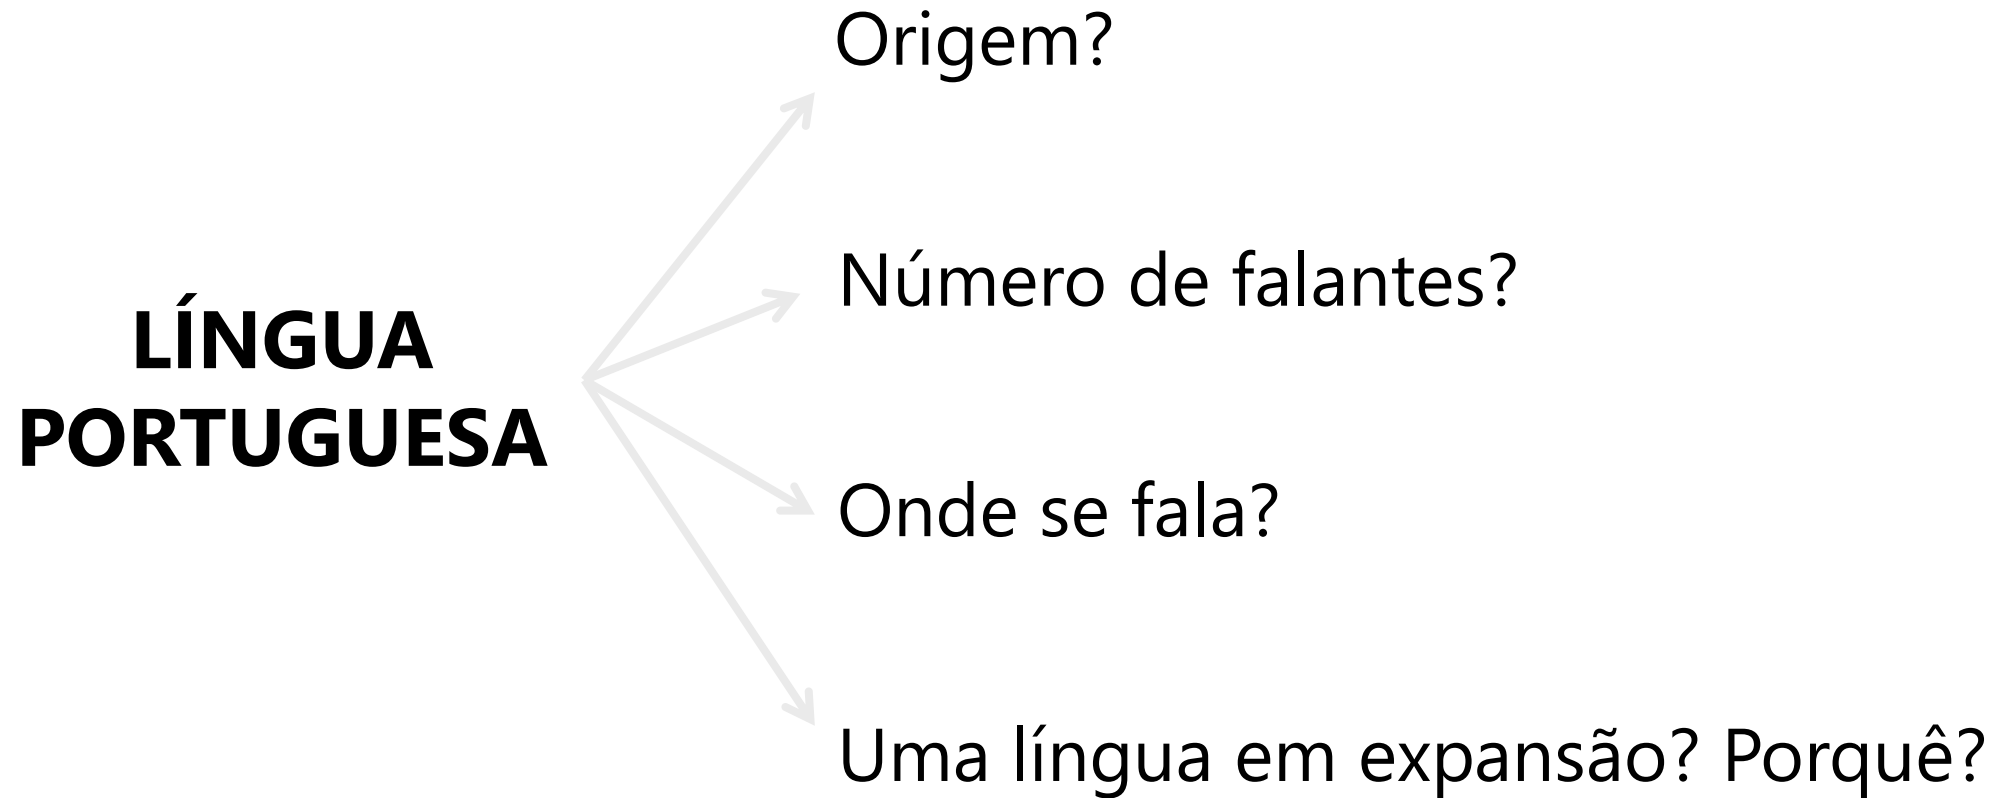 LÍNGUA
PORTUGUESA
Origem?
Número de falantes?
Onde se fala?
Uma língua em expansão? Porquê?